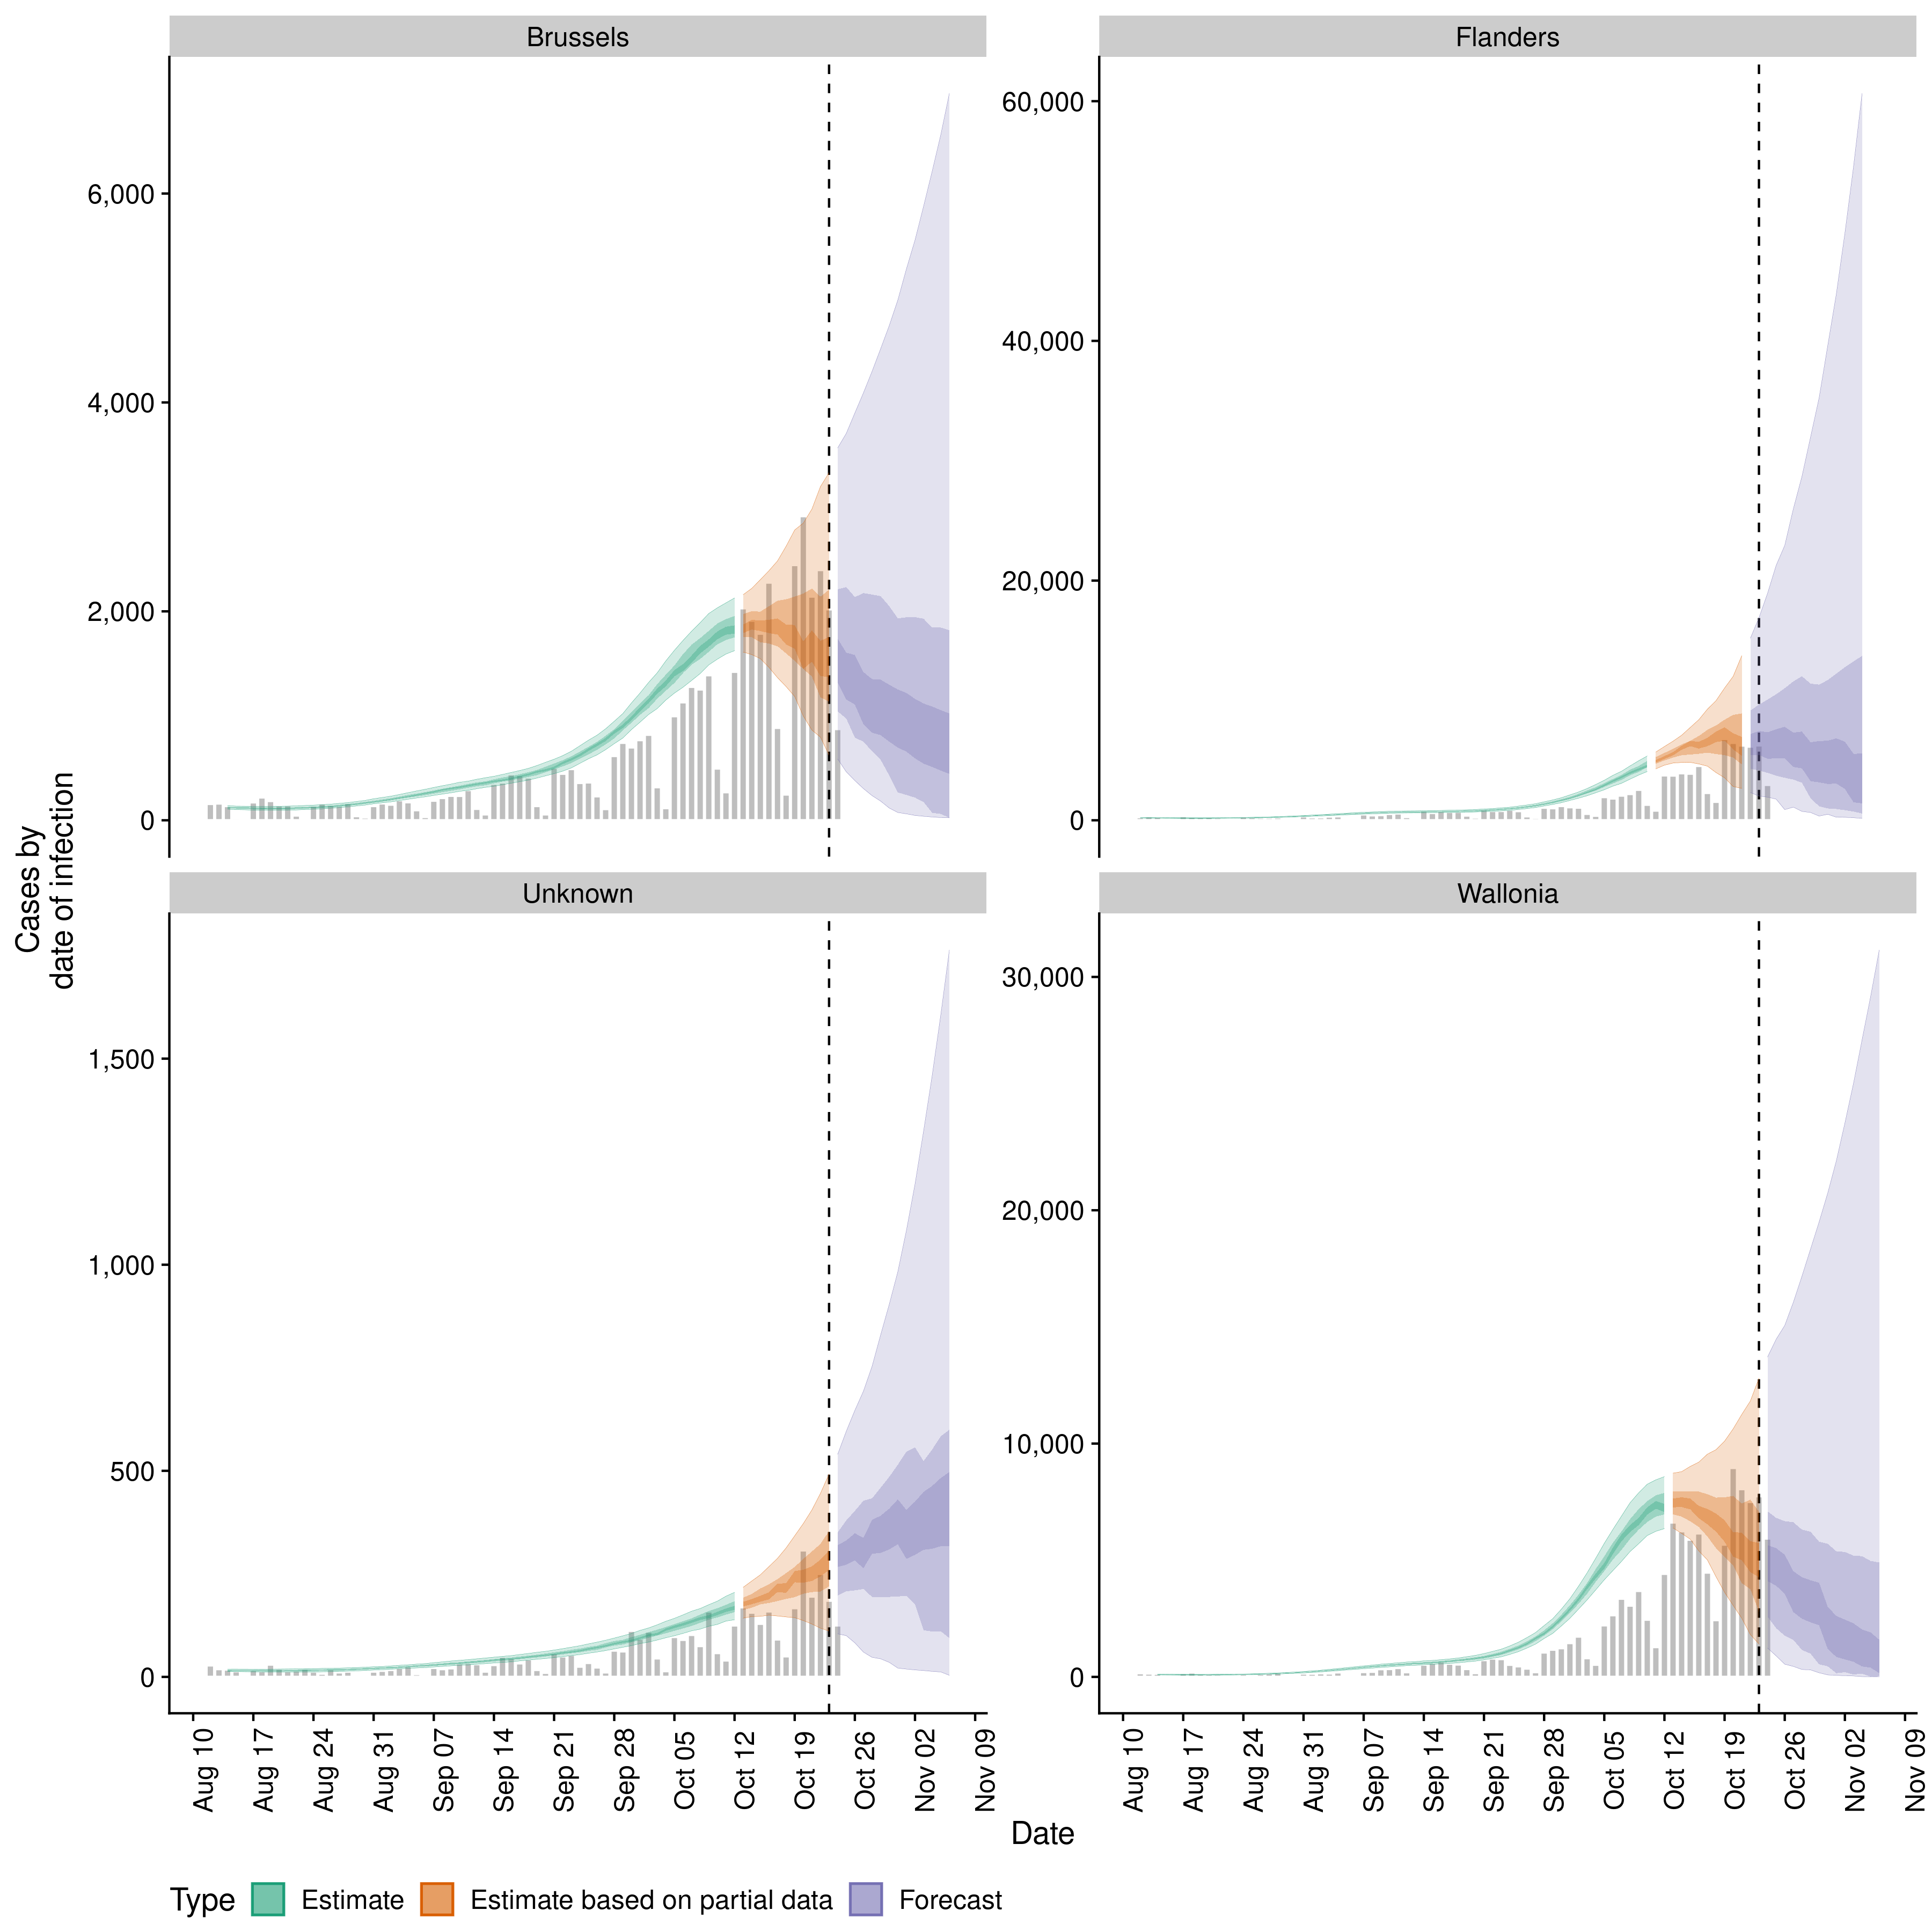 Brussels
Flanders
6,000
4,000
2,000
0
60,000
40,000
20,000
0
Cases by
date of infection
Unknown
Wallonia
1,500
1,000
500
0
30,000
20,000
10,000
0
Aug 10
Aug 17
Aug 24
Aug 31
Sep 07
Sep 14
Sep 21
Sep 28
Oct 05
Oct 12
Oct 19
Oct 26
Nov 02
Nov 09
Aug 10
Aug 17
Aug 24
Aug 31
Sep 07
Sep 14
Sep 21
Sep 28
Oct 05
Oct 12
Oct 19
Oct 26
Nov 02
Nov 09
Date
Type Estimate Estimate based on partial data Forecast